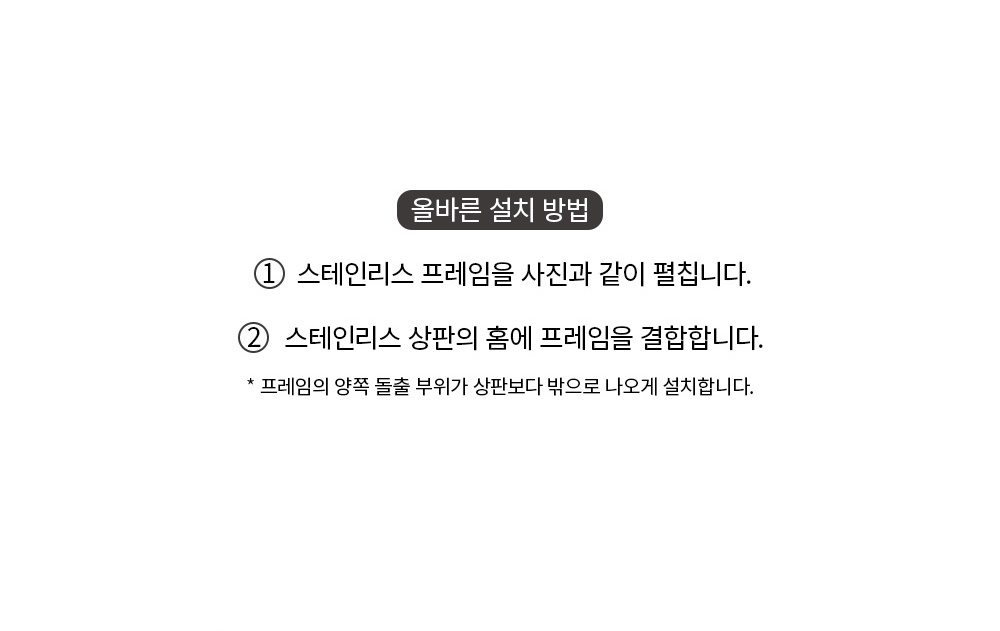 올바른 설치 방법
① 스테인리스 프레임을 사진과 같이 펼칩니다.
② 스테인리스 상판의 홈에 프레임을 결합합니다.
* 프레임의 양쪽 돌출 부위가 상판보다 밖으로 나오게 설치합니다.